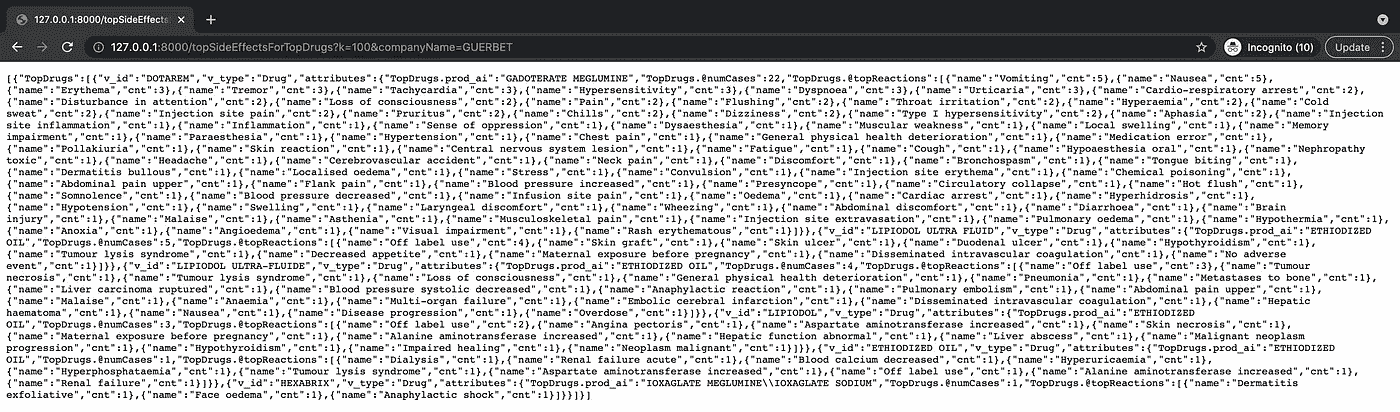 127.0.0.1:8000/topSideEffects
127.0.0.1:8000/topSideEffectsForTopDrugs?k=100&companyName=GUERBET
Incognito (10)
Update
[{"TopDrugs":[{"v_id":"DOTAREM","v_type":"Drug","attributes":{"TopDrugs.prod_ai":"GADOTERATE MEGLUMINE","TopDrugs.@numCases":22,"TopDrugs.@topReactions":[{"name":"Vomiting","cnt":5},{"name":"Nausea","cnt":5},
{"name":"Erythema","cnt":3},{"name":"Tremor","cnt":3},{"name":"Tachycardia","cnt":3},{"name":"Hypersensitivity","cnt":3},{"name":"Dyspnoea","cnt":3},{"name":"Urticaria","cnt":3},{"name":"Cardio-respiratory arrest","cnt":2},
{"name":"Disturbance in attention","cnt":2},{"name":"Loss of consciousness","cnt":2},{"name":"Pain","cnt":2},{"name":"Flushing","cnt":2},{"name":"Throat irritation","cnt":2},{"name":"Hyperaemia","cnt":2},{"name":"Cold
sweat","cnt":2},{"name":"Injection site pain","cnt":2},{"name":"Pruritus","cnt":2},{"name":"Chills","cnt":2},{"name":"Dizziness","cnt":2},{"name":"Type I hypersensitivity","cnt":2},{"name":"Aphasia","cnt":2},{"name":"Injection
site inflammation","cnt":1},{"name":"Inflammation","cnt":1},{"name":"Sense of oppression","cnt":1},{"name":"Dysaesthesia","cnt":1},{"name":"Muscular weakness","cnt":1},{"name":"Local swelling","cnt":1},{"name":"Memory
impairment","cnt":1},{"name":"Paraesthesia","cnt":1},{"name":"Hypertension","cnt":1},{"name":"Chest pain","cnt":1},{"name":"General physical health deterioration","cnt":1},{"name":"Medication error","cnt":1},
{"name":"Pollakiuria","cnt":1},{"name":"Skin reaction","cnt":1},{"name":"Central nervous system lesion","cnt":1},{"name":"Fatigue","cnt":1},{"name":"Cough","cnt":1},{"name":"Hypoaesthesia oral","cnt":1},{"name":"Nephropathy
toxic","cnt":1},{"name":"Headache","cnt":1},{"name":"Cerebrovascular accident","cnt":1},{"name":"Neck pain","cnt":1},{"name":"Discomfort","cnt":1},{"name":"Bronchospasm","cnt":1},{"name":"Tongue biting","cnt":1},
{"name":"Dermatitis bullous","cnt":1},{"name":"Localised oedema","cnt":1},{"name":"Stress","cnt":1},{"name":"Convulsion","cnt":1},{"name":"Injection site erythema","cnt":1},{"name":"Chemical poisoning","cnt":1},
{"name":"Abdominal pain upper","cnt":1},{"name":"Flank pain","cnt":1},{"name":"Blood pressure increased","cnt":1},{"name":"Presyncope","cnt":1},{"name":"Circulatory collapse","cnt":1},{"name":"Hot flush","cnt":1},
{"name":"Somnolence","cnt":1},{"name":"Blood pressure decreased","cnt":1},{"name":"Infusion site pain","cnt":1},{"name":"Oedema","cnt":1},{"name":"Cardiac arrest","cnt":1},{"name":"Hyperhidrosis","cnt":1},
{"name":"Hypotension","cnt":1},{"name":"Swelling","cnt":1},{"name":"Laryngeal discomfort","cnt":1},{"name":"Wheezing","cnt":1},{"name":"Abdominal discomfort","cnt":1},{"name":"Diarrhoea","cnt":1},{"name":"Brain
injury","cnt":1},{"name":"Malaise","cnt":1},{"name":"Asthenia","cnt":1},{"name":"Musculoskeletal pain","cnt":1},{"name":"Injection site extravasation","cnt":1},{"name":"Pulmonary oedema","cnt":1},{"name":"Hypothermia","cnt":1},
{"name":"Anoxia","cnt":1},{"name":"Angioedema","cnt":1},{"name":"Visual impairment","cnt":1},{"name":"Rash erythematous","cnt":1}]}},{"v_id":"LIPIODOL ULTRA FLUID","v_type":"Drug","attributes":{"TopDrugs.prod_ai":"ETHIODIZED
OIL","TopDrugs.@numCases":5,"TopDrugs.@topReactions":[{"name":"Off label use","cnt":4},{"name":"Skin graft","cnt":1},{"name":"Skin ulcer","cnt":1},{"name":"Duodenal ulcer","cnt":1},{"name":"Hypothyroidism","cnt":1},
{"name":"Tumour lysis syndrome","cnt":1},{"name":"Decreased appetite","cnt":1},{"name":"Maternal exposure before pregnancy","cnt":1},{"name":"Disseminated intravascular coagulation","cnt":1},{"name":"No adverse
event","cnt":1}]}},{"v_id":"LIPIODOL ULTRA-FLUIDE","v_type":"Drug","attributes":{"TopDrugs.prod_ai":"ETHIODIZED OIL","TopDrugs.@numCases":4,"TopDrugs.@topReactions":[{"name":"Off label use","cnt":3},{"name":"Tumour
necrosis","cnt":1},{"name":"Tumour lysis syndrome","cnt":1},{"name":"Loss of consciousness","cnt":1},{"name":"General physical health deterioration","cnt":1},{"name":"Pneumonia","cnt":1},{"name":"Metastases to bone","cnt":1},
{"name":"Liver carcinoma ruptured","cnt":1},{"name":"Blood pressure systolic decreased","cnt":1},{"name":"Anaphylactic reaction","cnt":1},{"name":"Pulmonary embolism","cnt":1},{"name":"Abdominal pain upper","cnt":1},
{"name":"Malaise","cnt":1},{"name":"Anaemia","cnt":1},{"name":"Multi-organ failure","cnt":1},{"name":"Embolic cerebral infarction","cnt":1},{"name":"Disseminated intravascular coagulation","cnt":1},{"name":"Hepatic
haematoma","cnt":1},{"name":"Nausea","cnt":1},{"name":"Disease progression","cnt":1},{"name":"Overdose","cnt":1}]}},{"v_id":"LIPIODOL","v_type":"Drug","attributes":{"TopDrugs.prod_ai":"ETHIODIZED
OIL","TopDrugs.@numCases":3,"TopDrugs.@topReactions":[{"name":"Off label use","cnt":2},{"name":"Angina pectoris","cnt":1},{"name":"Aspartate aminotransferase increased","cnt":1},{"name":"Skin necrosis","cnt":1},
{"name":"Maternal exposure before pregnancy","cnt":1},{"name":"Alanine aminotransferase increased","cnt":1},{"name":"Hepatic function abnormal","cnt":1},{"name":"Liver abscess","cnt":1},{"name":"Malignant neoplasm
progression","cnt":1},{"name":"Hypothyroidism","cnt":1},{"name":"Impaired healing","cnt":1},{"name":"Neoplasm malignant","cnt":1}]}},{"v_id":"ETHIODIZED OIL","v_type":"Drug","attributes":{"TopDrugs.prod_ai":"ETHIODIZED
OIL","TopDrugs.@numCases":1,"TopDrugs.@topReactions":[{"name":"Dialysis","cnt":1},{"name":"Renal failure acute","cnt":1},{"name":"Blood calcium decreased","cnt":1},{"name":"Hyperuricaemia","cnt":1},
{"name":"Hyperphosphataemia","cnt":1},{"name":"Tumour lysis syndrome","cnt":1},{"name":"Aspartate aminotransferase increased","cnt":1},{"name":"Off label use","cnt":1},{"name":"Alanine aminotransferase increased","cnt":1},
{"name":"Renal failure","cnt":1}]}},{"v_id":"HEXABRIX","v_type":"Drug","attributes":{"TopDrugs.prod_ai":"IOXAGLATE MEGLUMINE\\IOXAGLATE SODIUM","TopDrugs.@numCases":1,"TopDrugs.@topReactions":[{"name":"Dermatitis
exfoliative","cnt":1},{"name":"Face oedema","cnt":1},{"name":"Anaphylactic shock","cnt":1}]}}]}]